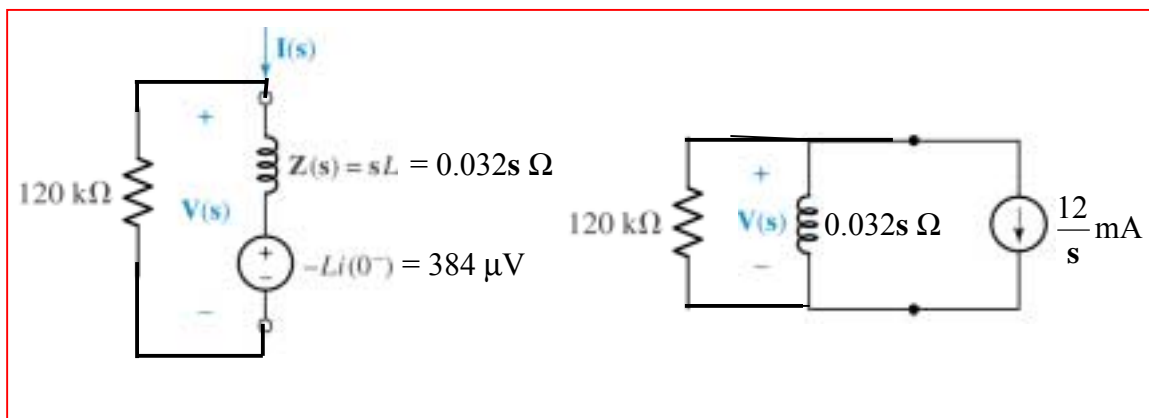 I(s)
+
Z(s) = sL = 0.032s Ω
120 kΩ
V(s)
+
−
−Li(0⁻) = 384 μV
−
+
120 kΩ
V(s)
0.032s Ω
12
s
mA
−